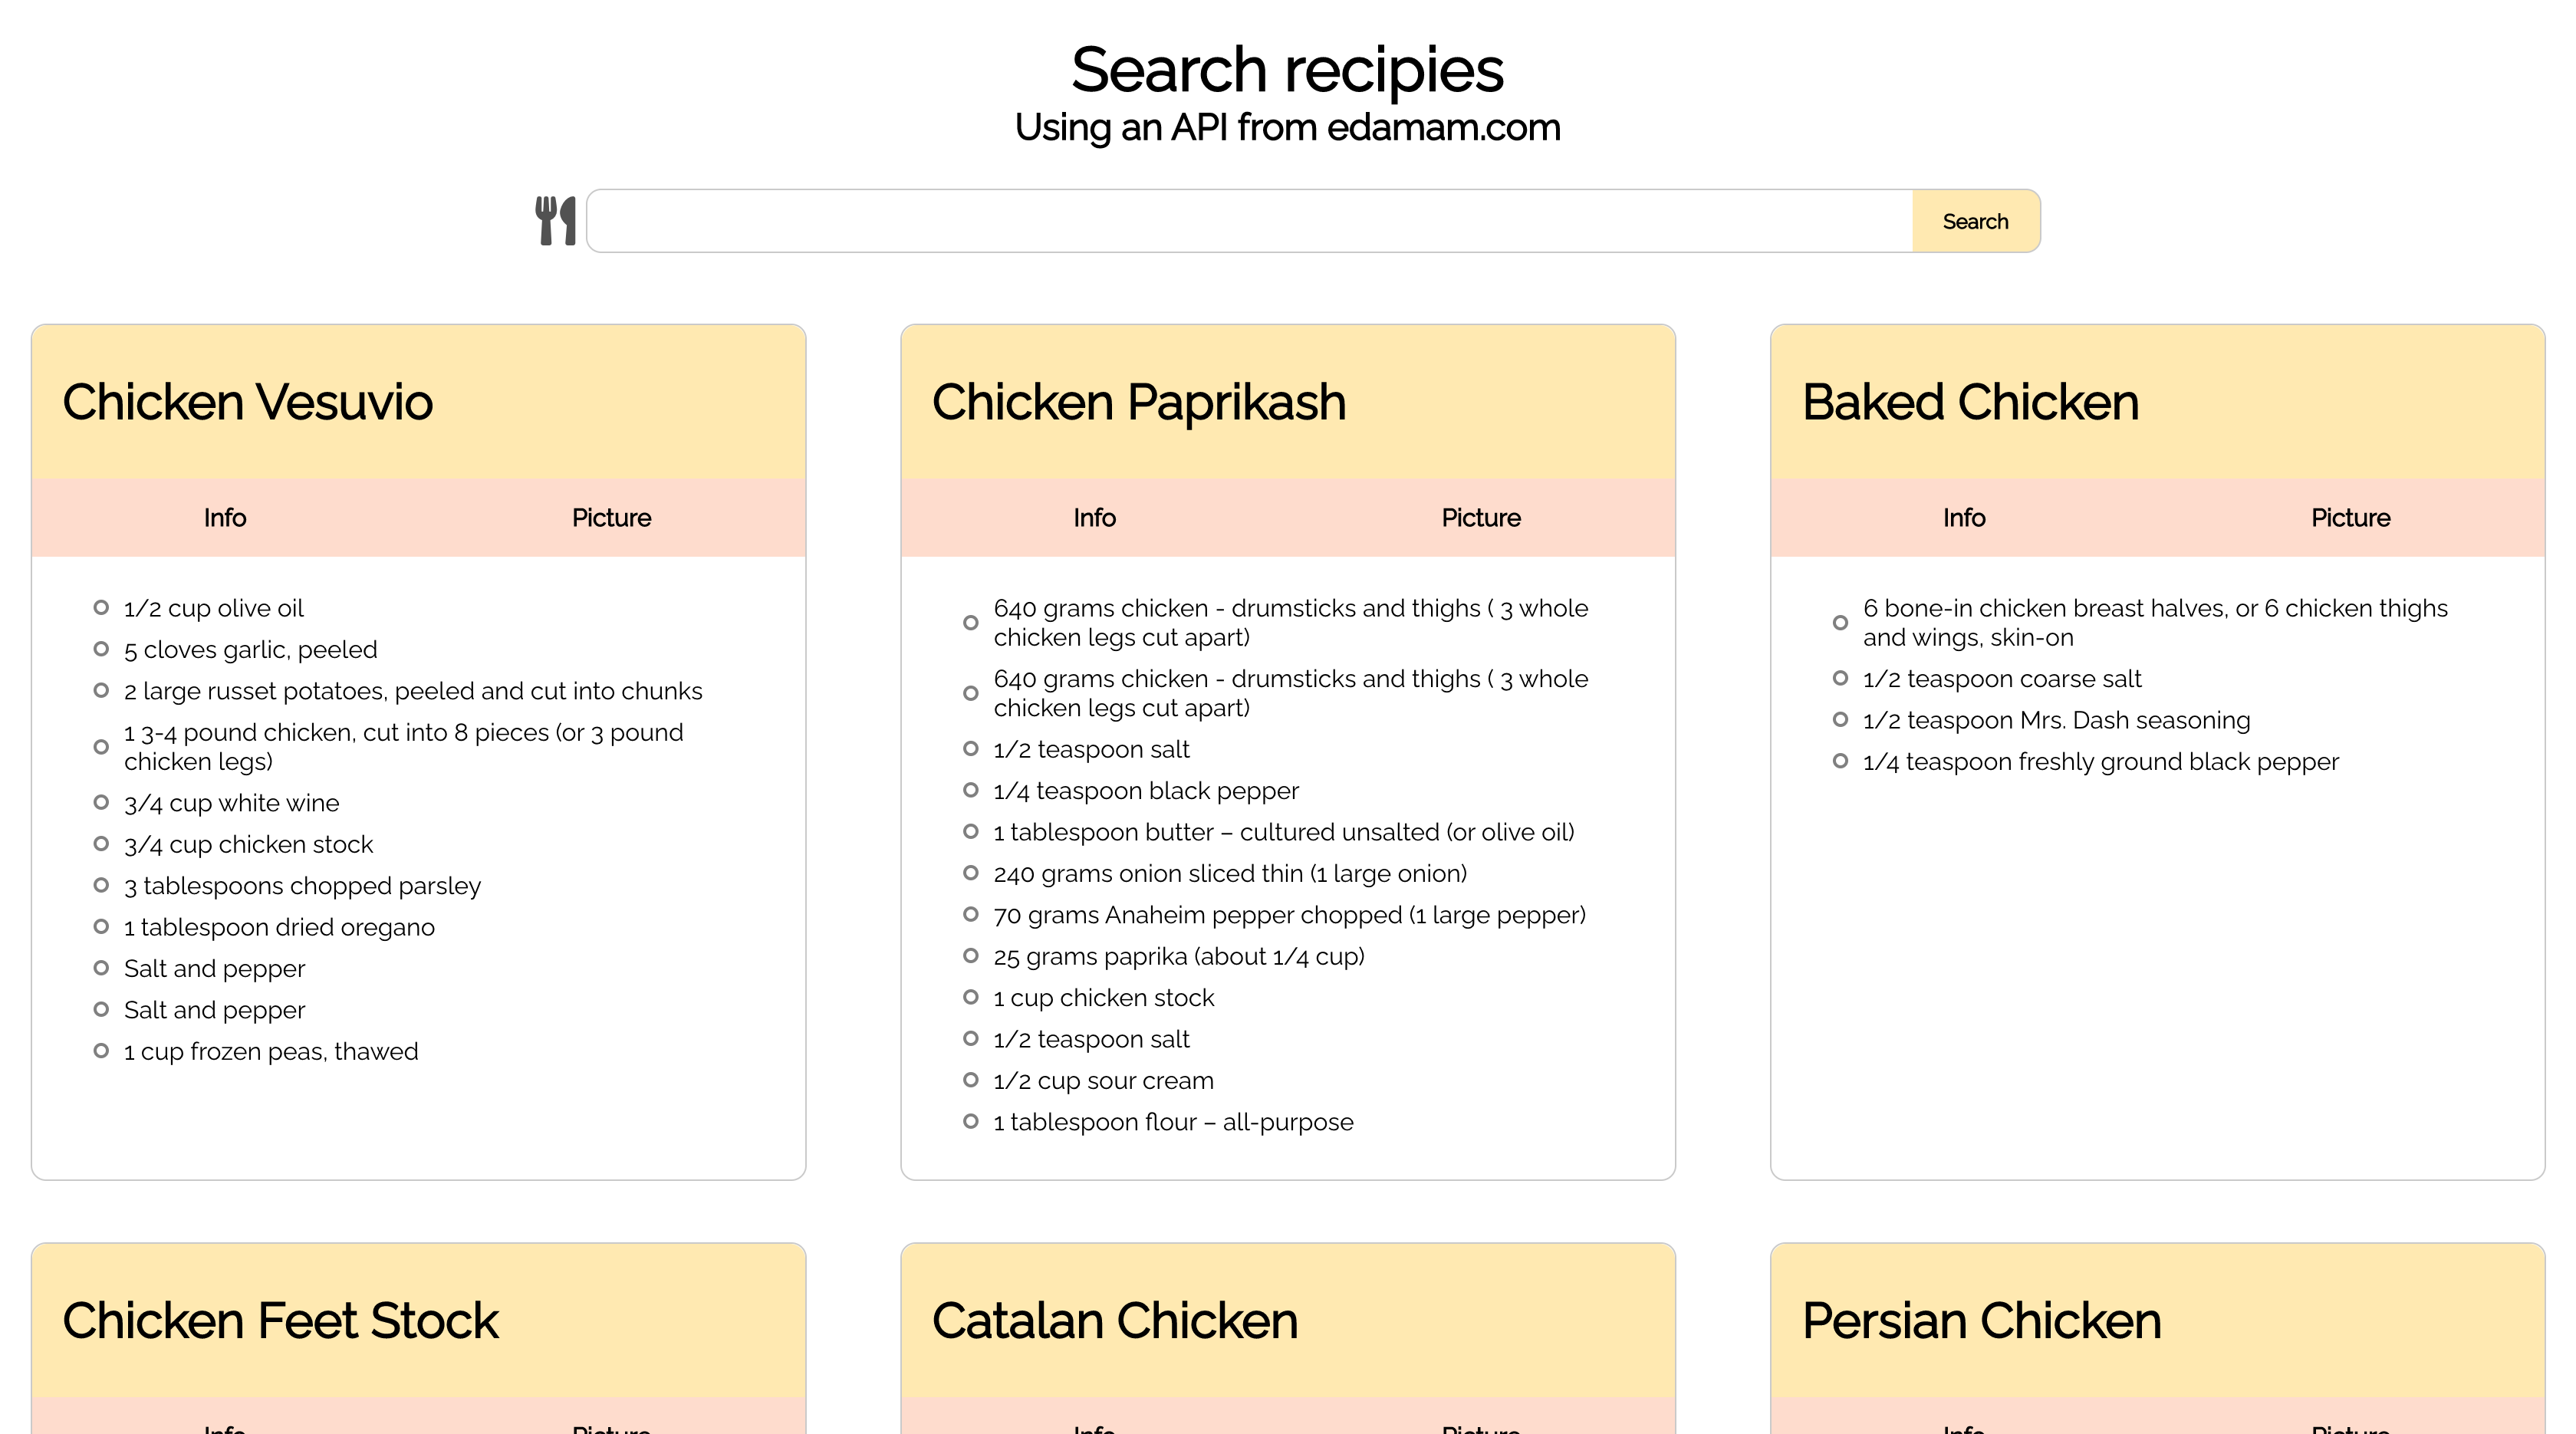 Search recipies
Using an API from edamam.com
Search
Chicken Vesuvio
Info
Picture
1/2 cup olive oil
5 cloves garlic, peeled
2 large russet potatoes, peeled and cut into chunks
1 3-4 pound chicken, cut into 8 pieces (or 3 pound
chicken legs)
3/4 cup white wine
3/4 cup chicken stock
3 tablespoons chopped parsley
1 tablespoon dried oregano
Salt and pepper
Salt and pepper
1 cup frozen peas, thawed
Chicken Paprikash
Info
Picture
640 grams chicken - drumsticks and thighs ( 3 whole
chicken legs cut apart)
640 grams chicken - drumsticks and thighs ( 3 whole
chicken legs cut apart)
1/2 teaspoon salt
1/4 teaspoon black pepper
1 tablespoon butter – cultured unsalted (or olive oil)
240 grams onion sliced thin (1 large onion)
70 grams Anaheim pepper chopped (1 large pepper)
25 grams paprika (about 1/4 cup)
1 cup chicken stock
1/2 teaspoon salt
1/2 cup sour cream
1 tablespoon flour – all-purpose
Baked Chicken
Info
Picture
6 bone-in chicken breast halves, or 6 chicken thighs
and wings, skin-on
1/2 teaspoon coarse salt
1/2 teaspoon Mrs. Dash seasoning
1/4 teaspoon freshly ground black pepper
Chicken Feet Stock
Info
Picture
Catalan Chicken
Info
Picture
Persian Chicken
Info
Picture